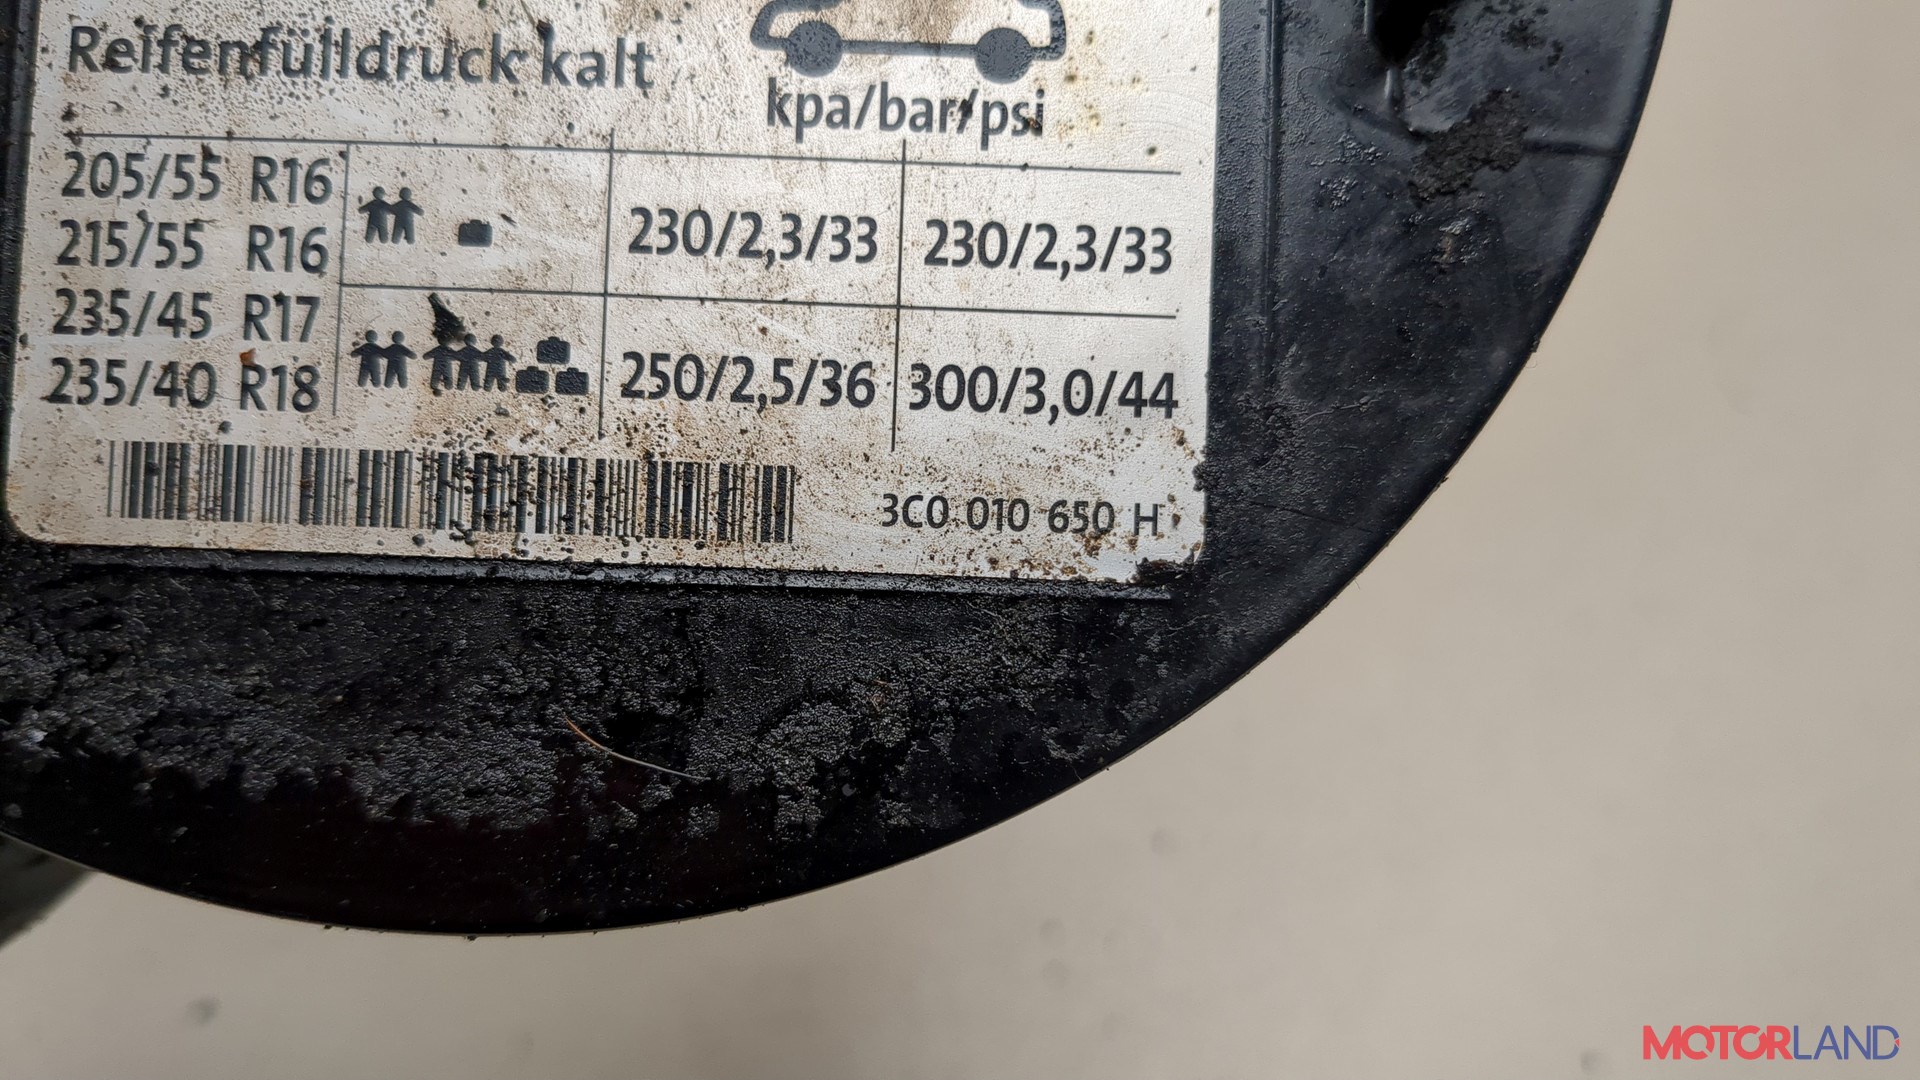 Reifenfülldruck kalt
kpa/bar/psi
205/55 R16
215/55 R16
235/45 R17
235/40 R18
230/2,3/33 230/2,3/33
250/2,5/36 300/3,0/44
3C0 010 650 H
MOTORLAND